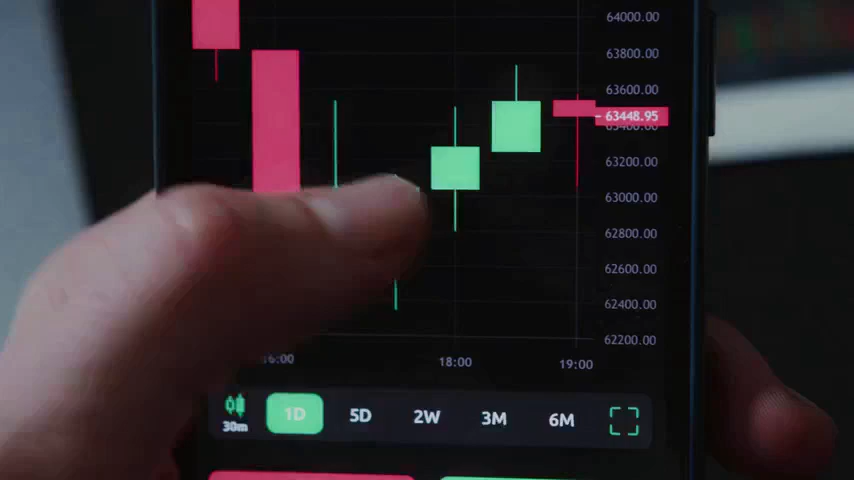 64000.00
63800.00
63600.00
63448.95
63400.00
63200.00
63000.00
62800.00
62600.00
62400.00
62200.00
18:00
19:00
30m
1D
5D
2W
3M
6M